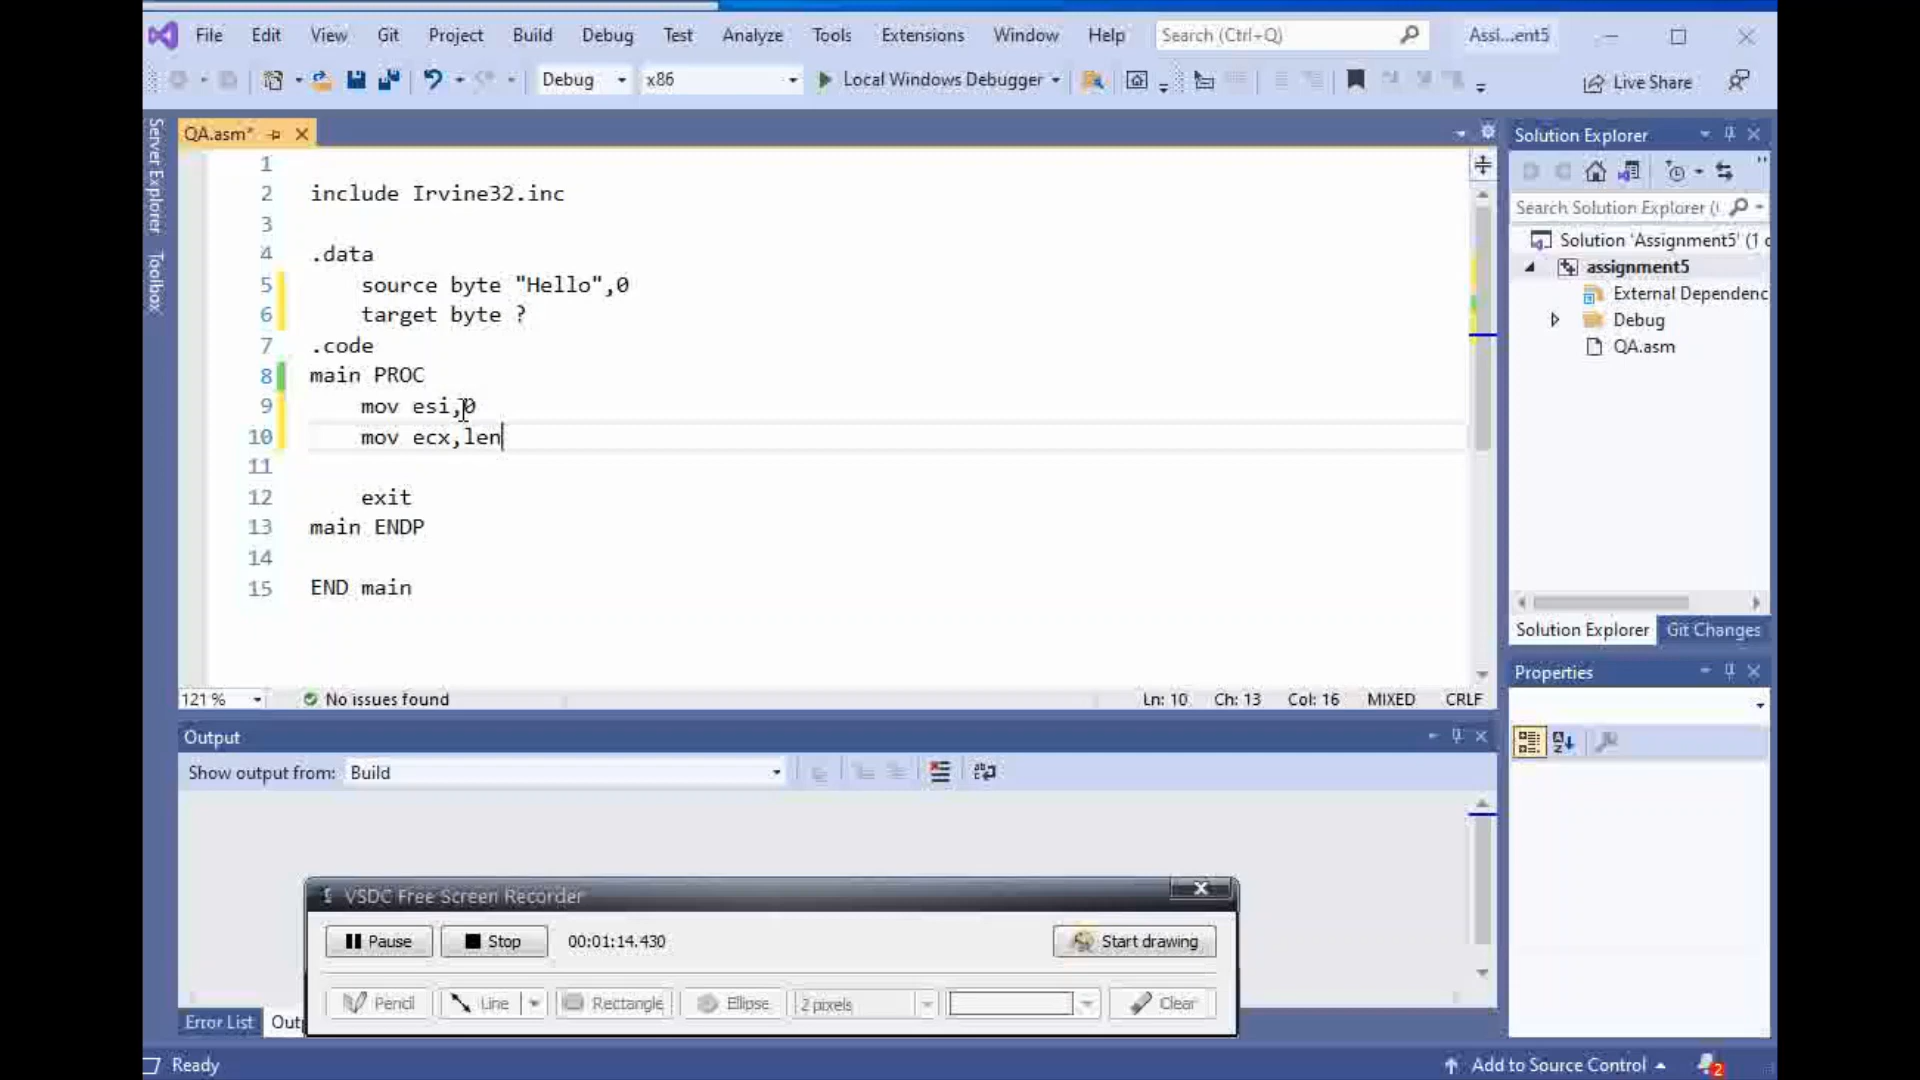 File Edit View Git Project Build Debug Test Analyze Tools Extensions Window Help Search (Ctrl+Q) Assi...ent5
Debug x86 Local Windows Debugger Live Share
Server Explorer
Toolbox
QA.asm*
1
2 include Irvine32.inc
3
4 .data
5 source byte "Hello",0
6 target byte ?
7 .code
8 main PROC
9 mov esi,0
10 mov ecx,len
11
12 exit
13 main ENDP
14
15 END main
121 % No issues found Ln: 10 Ch: 13 Col: 16 MIXED CRLF
Solution Explorer
Search Solution Explorer (
Solution 'Assignment5' (1
assignment5
External Dependenc
Debug
QA.asm
Solution Explorer Git Changes
Properties
Output
Show output from: Build
VSDC Free Screen Recorder
Pause Stop 00:01:14.430 Start drawing
Pencil Line Rectangle Ellipse 2 pixels Clear
Error List Out
Ready Add to Source Control 2